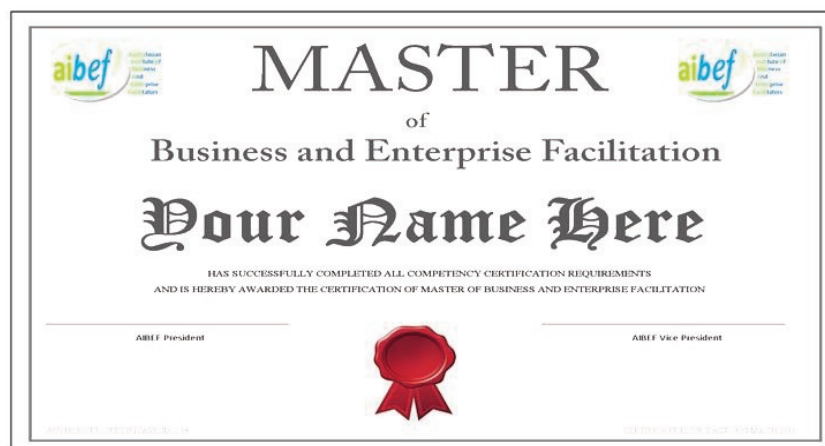 aibef
MASTER
aibef
of
Business and Enterprise Facilitation
Your Name Here
HAS SUCCESSFULLY COMPLETED ALL COMPETENCY CERTIFICATION REQUIREMENTS
AND IS HEREBY AWARDED THE CERTIFICATION OF MASTER OF BUSINESS AND ENTERPRISE FACILITATION
AIBEF President
AIBEF Vice President